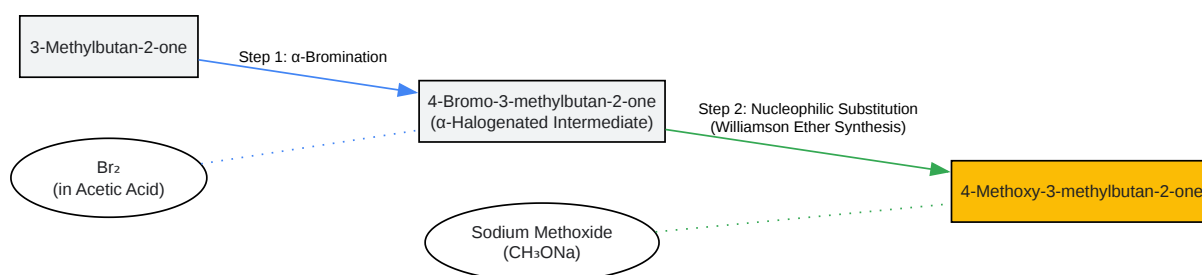 3-Methylbutan-2-one
Step 1: α-Bromination
4-Bromo-3-methylbutan-2-one
(α-Halogenated Intermediate)
Step 2: Nucleophilic Substitution
(Williamson Ether Synthesis)
Br₂
(in Acetic Acid)
4-Methoxy-3-methylbutan-2-one
Sodium Methoxide
(CH₃ONa)